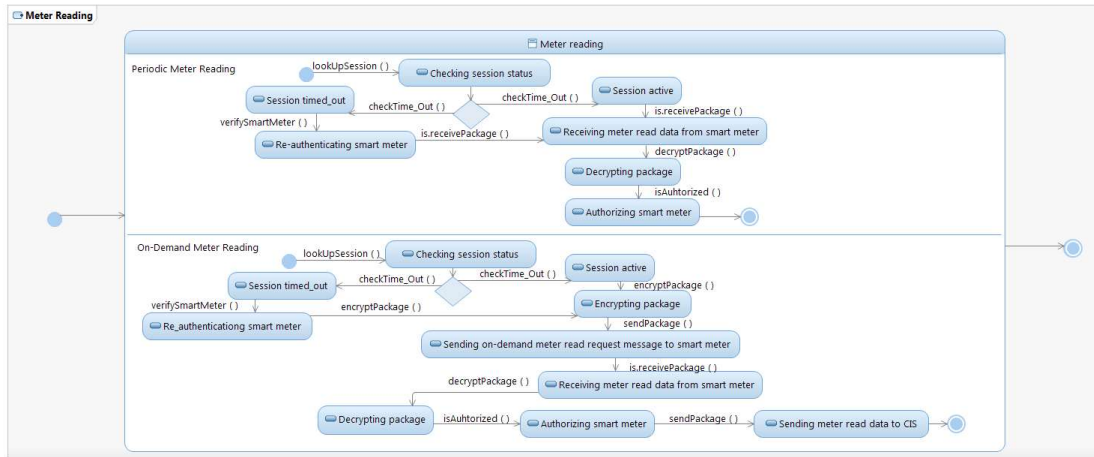 Meter Reading
Meter reading
Periodic Meter Reading
lookUpSession ( )
Checking session status
checkTime_Out ( )
Session active
Session timed_out
checkTime_Out ( )
is.receivePackage ( )
verifySmartMeter ( )
Receiving meter read data from smart meter
Re-authenticating smart meter
is.receivePackage ( )
decryptPackage ( )
Decrypting package
isAuhtorized ( )
Authorizing smart meter
On-Demand Meter Reading
lookUpSession ( )
Checking session status
checkTime_Out ( )
Session active
Session timed_out
checkTime_Out ( )
encryptPackage ( )
verifySmartMeter ( )
encryptPackage ( )
Encrypting package
Re_authenticationg smart meter
sendPackage ( )
Sending on-demand meter read request message to smart meter
is.receivePackage ( )
decryptPackage ( )
Receiving meter read data from smart meter
Decrypting package
isAuhtorized ( )
Authorizing smart meter
sendPackage ( )
Sending meter read data to CIS